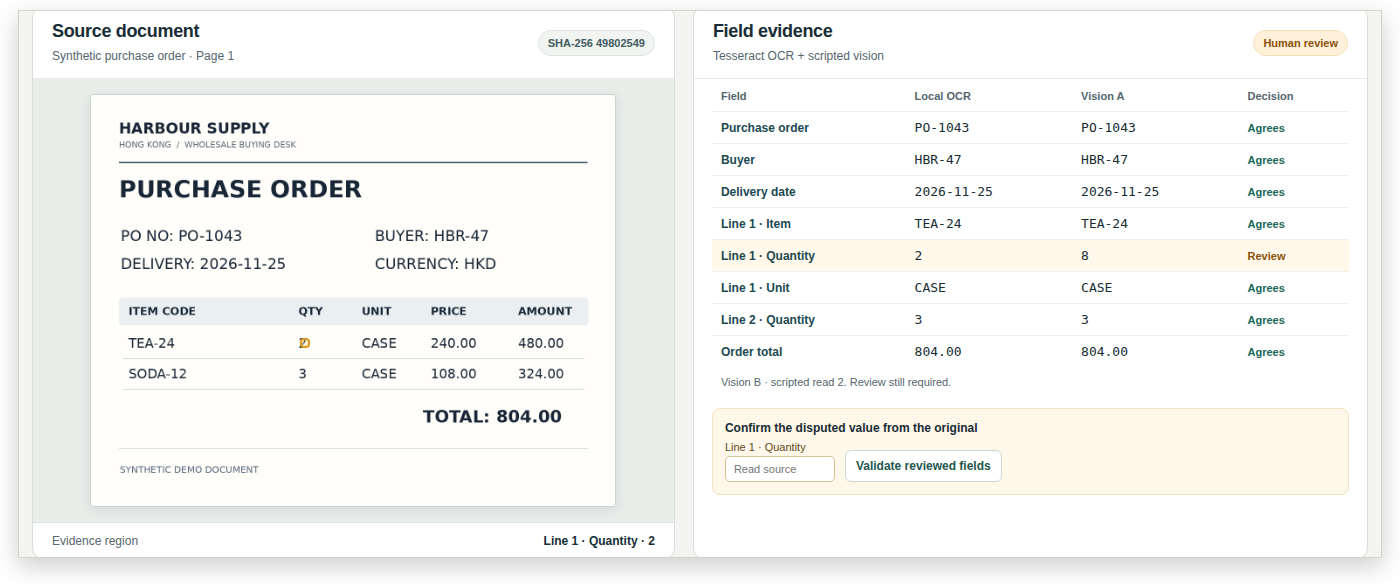 Source document
Synthetic purchase order · Page 1
SHA-256 49802549
HARBOUR SUPPLY
HONG KONG / WHOLESALE BUYING DESK
PURCHASE ORDER
PO NO: PO-1043 BUYER: HBR-47
DELIVERY: 2026-11-25 CURRENCY: HKD
ITEM CODE QTY UNIT PRICE AMOUNT
TEA-24 2 CASE 240.00 480.00
SODA-12 3 CASE 108.00 324.00
TOTAL: 804.00
SYNTHETIC DEMO DOCUMENT
Evidence region
Line 1 · Quantity · 2
Field evidence
Tesseract OCR + scripted vision
Human review
Field Local OCR Vision A Decision
Purchase order PO-1043 PO-1043 Agrees
Buyer HBR-47 HBR-47 Agrees
Delivery date 2026-11-25 2026-11-25 Agrees
Line 1 · Item TEA-24 TEA-24 Agrees
Line 1 · Quantity 2 8 Review
Line 1 · Unit CASE CASE Agrees
Line 2 · Quantity 3 3 Agrees
Order total 804.00 804.00 Agrees
Vision B · scripted read 2. Review still required.
Confirm the disputed value from the original
Line 1 · Quantity
Read source
Validate reviewed fields